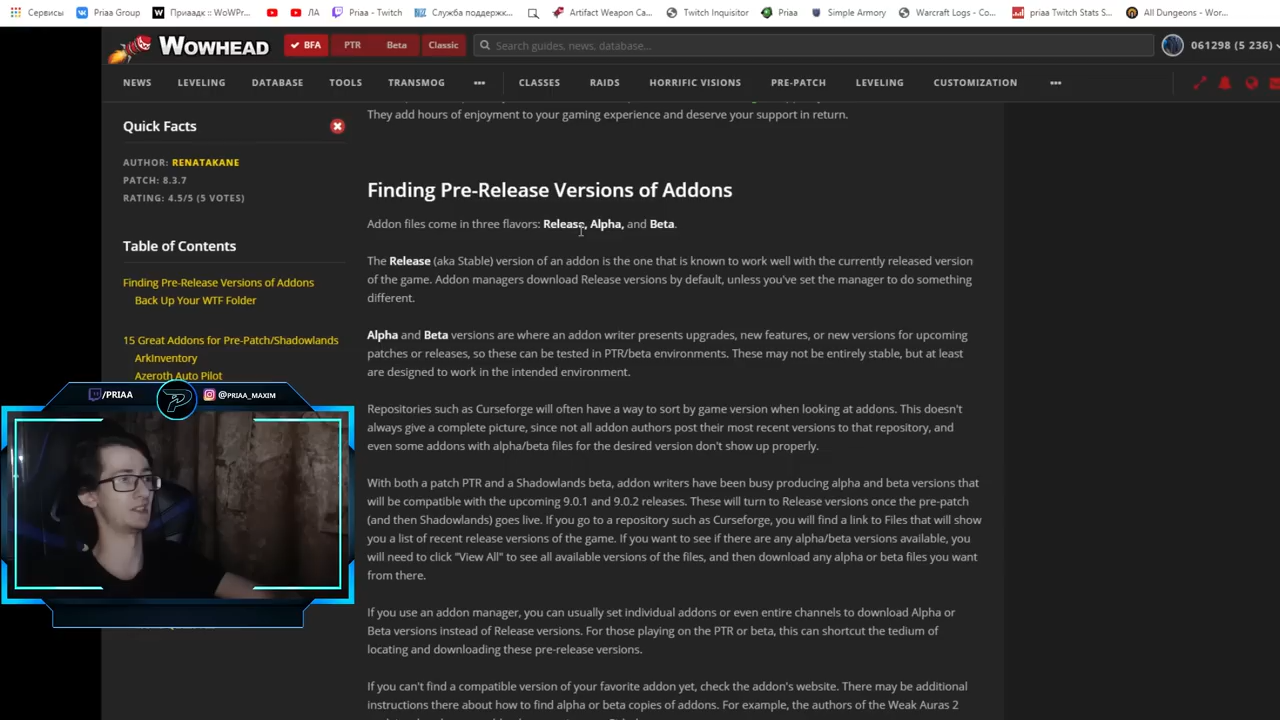 Сервисы
Priaa Group
Приаадк :: WoWPr...
ЛА
Priaa - Twitch
Служба поддержк...
Artifact Weapon Ca...
Twitch Inquisitor
Priaa
Simple Armory
Warcraft Logs - Co...
priaa Twitch Stats S...
All Dungeons - Wor...
WOWHEAD
BFA
PTR
Beta
Classic
Search guides, news, database...
061298 (5 236)
NEWS
LEVELING
DATABASE
TOOLS
TRANSMOG
•••
CLASSES
RAIDS
HORRIFIC VISIONS
PRE-PATCH
LEVELING
CUSTOMIZATION
•••
Quick Facts
AUTHOR: RENATAKANE
PATCH: 8.3.7
RATING: 4.5/5 (5 VOTES)
Table of Contents
Finding Pre-Release Versions of Addons
Back Up Your WTF Folder
15 Great Addons for Pre-Patch/Shadowlands
ArkInventory
Azeroth Auto Pilot
/PRIAA
@PRIAA_MAXIM
They add hours of enjoyment to your gaming experience and deserve your support in return.
Finding Pre-Release Versions of Addons
Addon files come in three flavors: Release, Alpha, and Beta.
The Release (aka Stable) version of an addon is the one that is known to work well with the currently released version
of the game. Addon managers download Release versions by default, unless you've set the manager to do something
different.
Alpha and Beta versions are where an addon writer presents upgrades, new features, or new versions for upcoming
patches or releases, so these can be tested in PTR/beta environments. These may not be entirely stable, but at least
are designed to work in the intended environment.
Repositories such as Curseforge will often have a way to sort by game version when looking at addons. This doesn't
always give a complete picture, since not all addon authors post their most recent versions to that repository, and
even some addons with alpha/beta files for the desired version don't show up properly.
With both a patch PTR and a Shadowlands beta, addon writers have been busy producing alpha and beta versions that
will be compatible with the upcoming 9.0.1 and 9.0.2 releases. These will turn to Release versions once the pre-patch
(and then Shadowlands) goes live. If you go to a repository such as Curseforge, you will find a link to Files that will show
you a list of recent release versions of the game. If you want to see if there are any alpha/beta versions available, you
will need to click "View All" to see all available versions of the files, and then download any alpha or beta files you want
from there.
If you use an addon manager, you can usually set individual addons or even entire channels to download Alpha or
Beta versions instead of Release versions. For those playing on the PTR or beta, this can shortcut the tedium of
locating and downloading these pre-release versions.
If you can't find a compatible version of your favorite addon yet, check the addon's website. There may be additional
instructions there about how to find alpha or beta copies of addons. For example, the authors of the Weak Auras 2